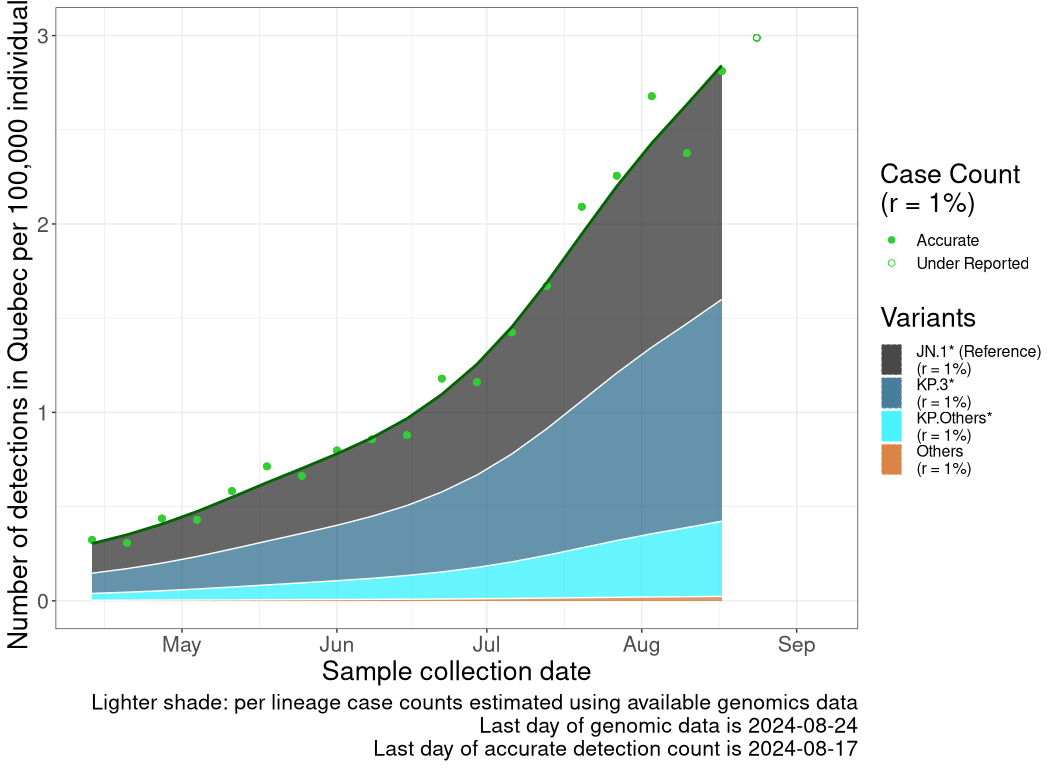 Number of detections in Quebec per 100,000 individual
3
2
1
0
May
Jun
Jul
Aug
Sep
Sample collection date
Lighter shade: per lineage case counts estimated using available genomics data
Last day of genomic data is 2024-08-24
Last day of accurate detection count is 2024-08-17
Case Count
(r = 1%)
Accurate
Under Reported
Variants
JN.1* (Reference)
(r = 1%)
KP.3*
(r = 1%)
KP.Others*
(r = 1%)
Others
(r = 1%)